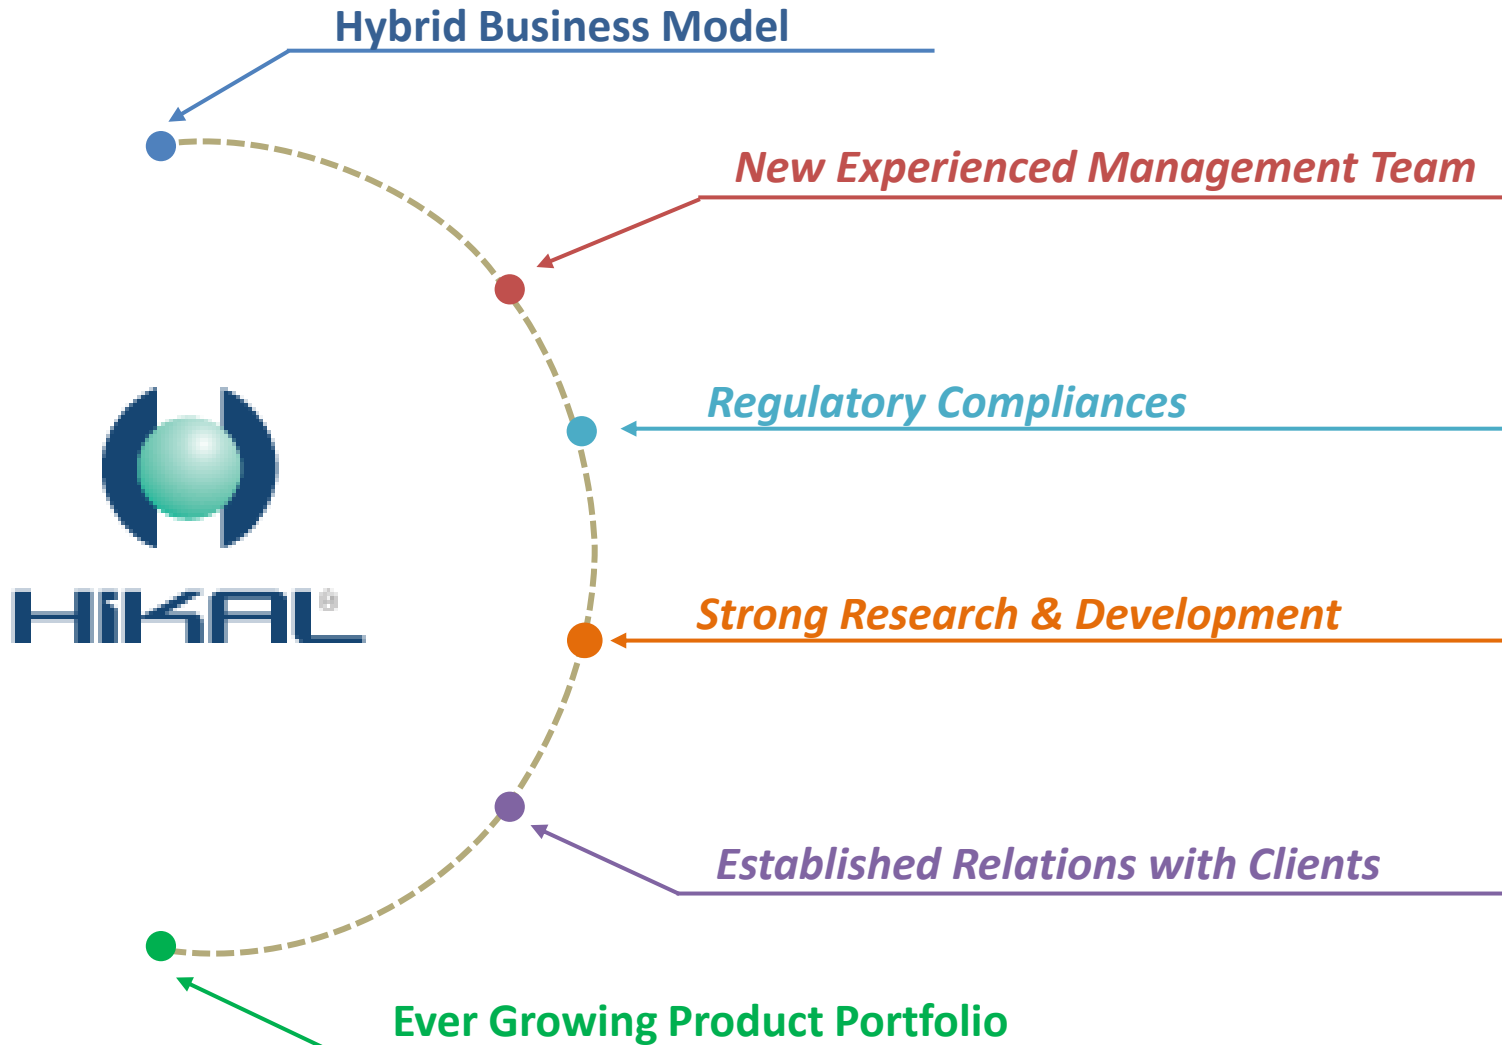 Hybrid Business Model
New Experienced Management Team
Regulatory Compliances
HiKAL®
Strong Research & Development
Established Relations with Clients
Ever Growing Product Portfolio